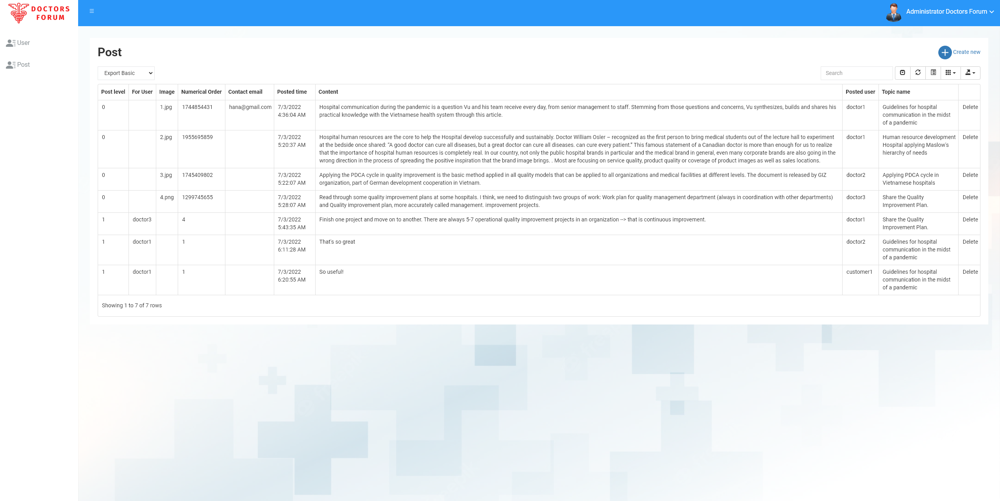 DOCTORS
FORUM
☰
Administrator Doctors Forum
User
Post
Post
Create new
Export Basic
Search
Post level For User Image Numerical Order Contact email Posted time Content Posted user Topic name
0 1.jpg 1744854431 hana@gmail.com 7/3/2022 Hospital communication during the pandemic is a question Vu and his team receive every day, from senior management to staff. Stemming from those questions and concerns, Vu synthesizes, builds and shares his doctor1 Guidelines for hospital Delete
4:36:04 AM practical knowledge with the Vietnamese health system through this article. communication in the midst
of a pandemic
0 2.jpg 1955695859 7/3/2022 Hospital human resources are the core to help the Hospital develop successfully and sustainably. Doctor William Osler – recognized as the first person to bring medical students out of the lecture hall to experiment doctor1 Human resource development Delete
5:20:37 AM at the bedside once shared: “A good doctor can cure all diseases, but a great doctor can cure all diseases. can cure every patient.” This famous statement of a Canadian doctor is more than enough for us to realize Hospital applying Maslow's
that the importance of hospital human resources is completely real. In our country, not only the public hospital brands in particular and the medical brand in general, even many corporate brands are also going in the hierarchy of needs
wrong direction in the process of spreading the positive inspiration that the brand image brings. . Most are focusing on service quality, product quality or coverage of product images as well as sales locations.
0 3.jpg 1745409802 7/3/2022 Applying the PDCA cycle in quality improvement is the basic method applied in all quality models that can be applied to all organizations and medical facilities at different levels. The document is released by GIZ doctor2 Applying PDCA cycle in Delete
5:22:07 AM organization, part of German development cooperation in Vietnam. Vietnamese hospitals
0 4.png 1299745655 7/3/2022 Read through some quality improvement plans at some hospitals. I think, we need to distinguish two groups of work: Work plan for quality management department (always in coordination with other departments) doctor3 Share the Quality Delete
5:28:07 AM and Quality improvement plan, more accurately called management. improvement projects. Improvement Plan.
1 doctor3 4 7/3/2022 Finish one project and move on to another. There are always 5-7 operational quality improvement projects in an organization --> that is continuous improvement. doctor1 Share the Quality Delete
5:43:35 AM Improvement Plan.
1 doctor1 1 7/3/2022 That's so great doctor2 Guidelines for hospital Delete
6:11:28 AM communication in the midst
of a pandemic
1 doctor1 1 7/3/2022 So useful! customer1 Guidelines for hospital Delete
6:20:55 AM communication in the midst
of a pandemic
Showing 1 to 7 of 7 rows